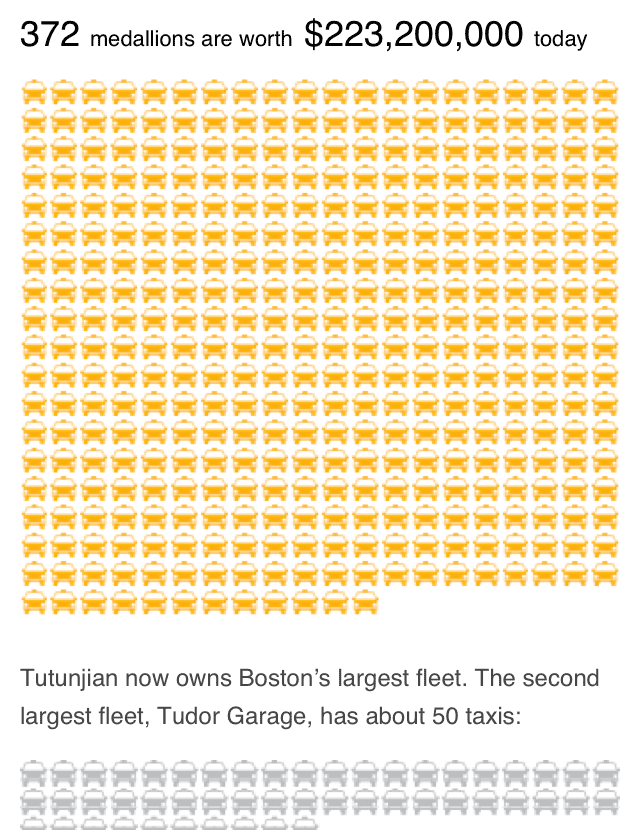 372 medallions are worth $223,200,000 today
Tutunjian now owns Boston’s largest fleet. The second
largest fleet, Tudor Garage, has about 50 taxis: